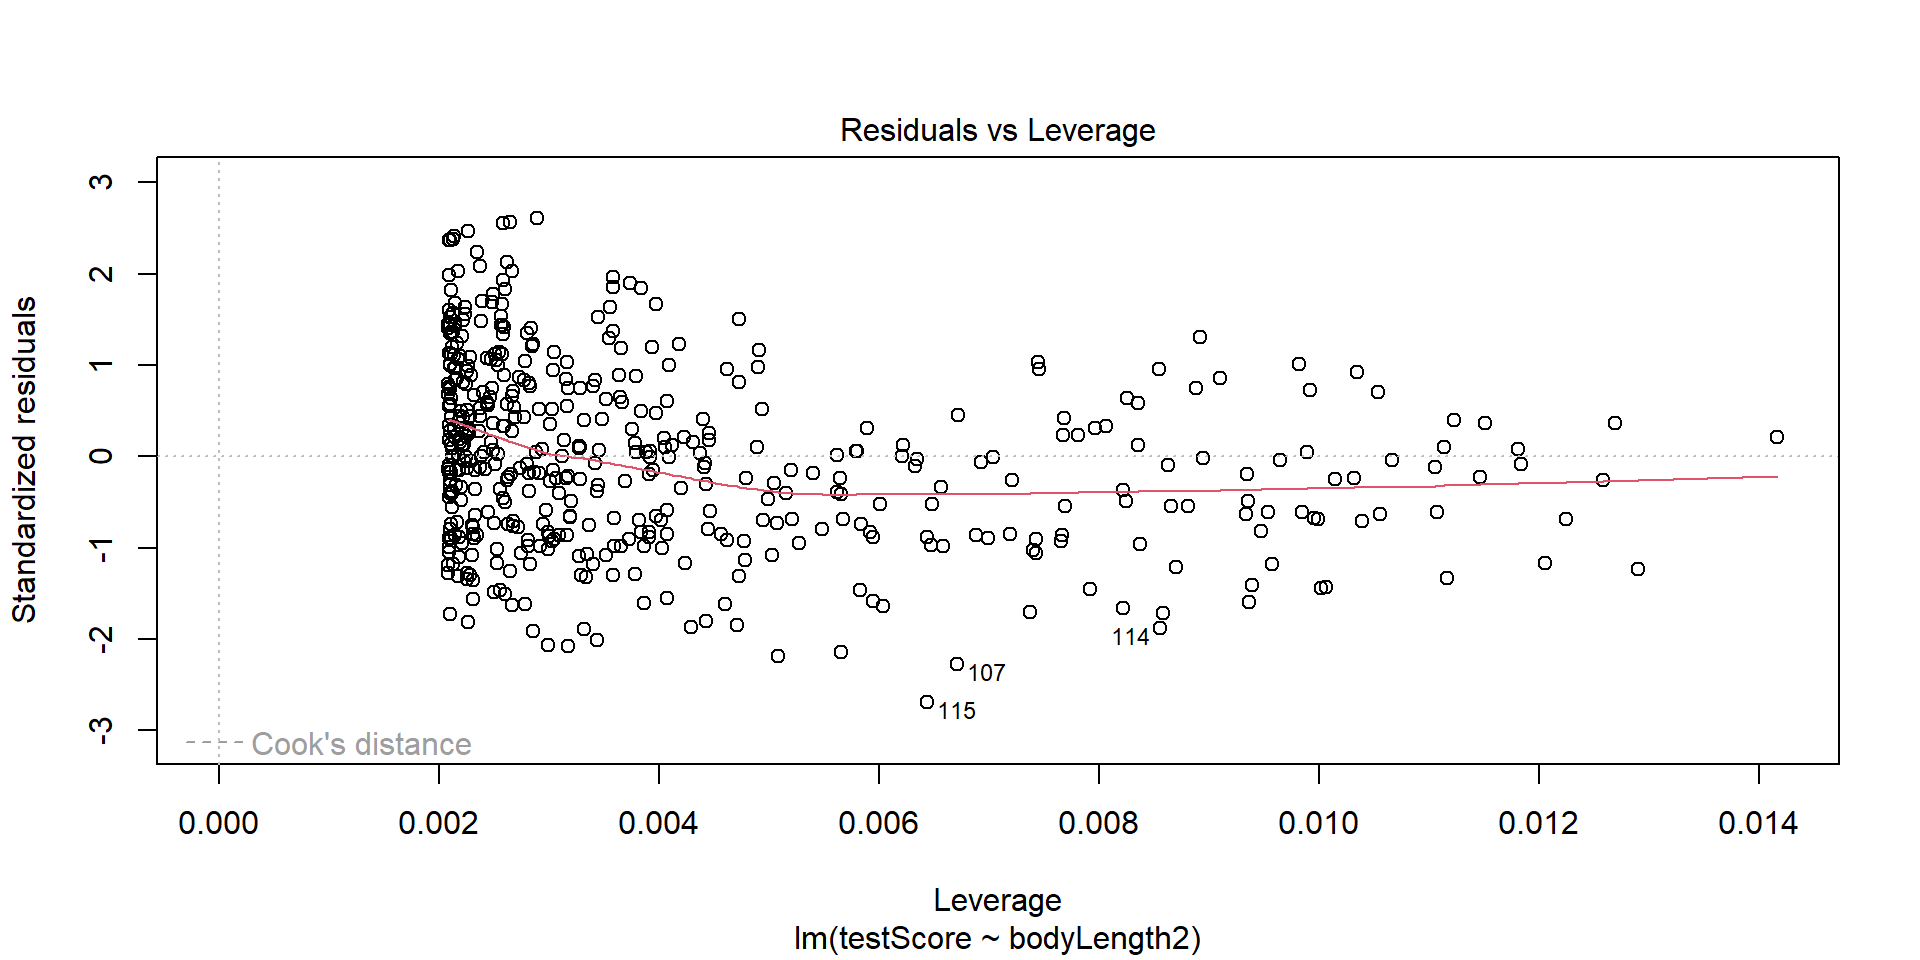 Residuals vs Leverage
Standardized residuals
3
2
1
0
-1
-2
-3
114
107
115
Cook's distance
0.000 0.002 0.004 0.006 0.008 0.010 0.012 0.014
Leverage
lm(testScore ~ bodyLength2)